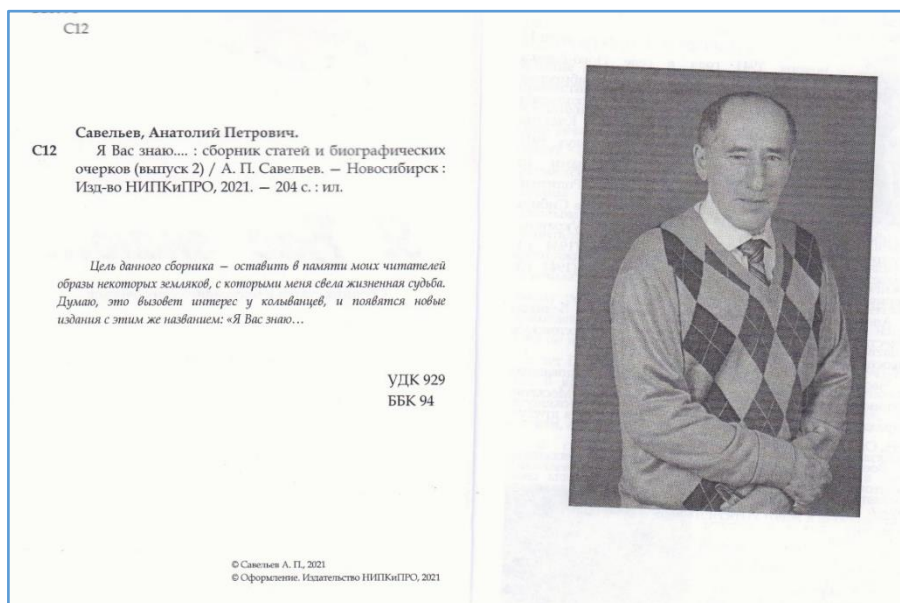 С12
Савельев, Анатолий Петрович.
С12 Я Вас знаю.... : сборник статей и биографических
очерков (выпуск 2) / А. П. Савельев. — Новосибирск :
Изд-во НИПКиПРО, 2021. — 204 с. : ил.
Цель данного сборника — оставить в памяти моих читателей
образы некоторых земляков, с которыми меня свела жизненная судьба.
Думаю, это вызовет интерес у колыванцев, и появятся новые
издания с этим же названием: «Я Вас знаю…
УДК 929
ББК 94
© Савельев А. П., 2021
© Оформление. Издательство НИПКиПРО, 2021